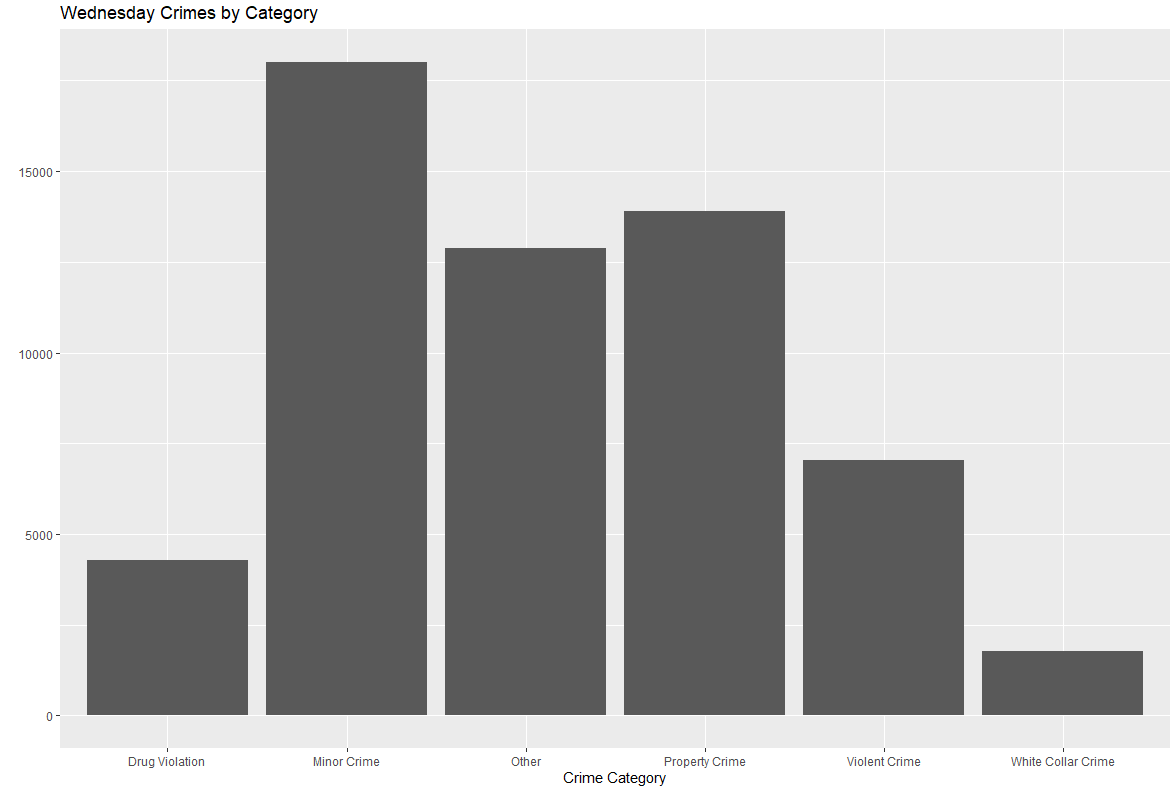 Wednesday Crimes by Category
15000
10000
5000
0
Drug Violation Minor Crime Other Property Crime Violent Crime White Collar Crime
Crime Category